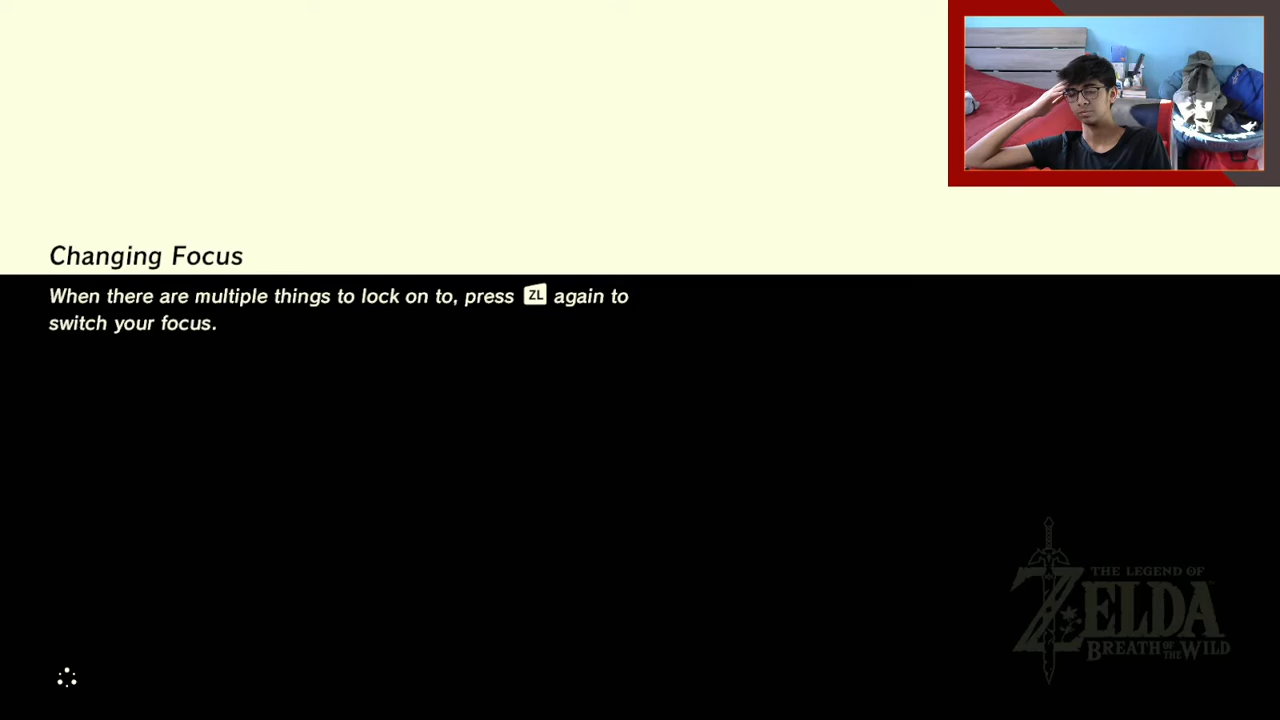 Changing Focus
When there are multiple things to lock on to, press ZL again to
switch your focus.
THE LEGEND OF
ZELDA
BREATH OF THE WILD